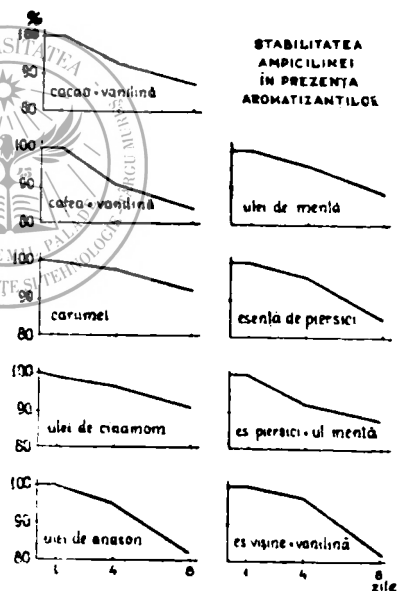 %
STABILITATEA
AMPICILINEI
ÎN PREZENȚA
AROMATIZANTILOR
100
90
80
cacao + vanilină
100
90
80
cafea + vanilină
ulei de mentă
100
90
80
caramel
esență de piersici
100
90
80
ulei de cinamom
es piersici + ul mentă
100
90
80
ulei de anason
es vișine + vanilină
1 4 8
1 4 8
zile